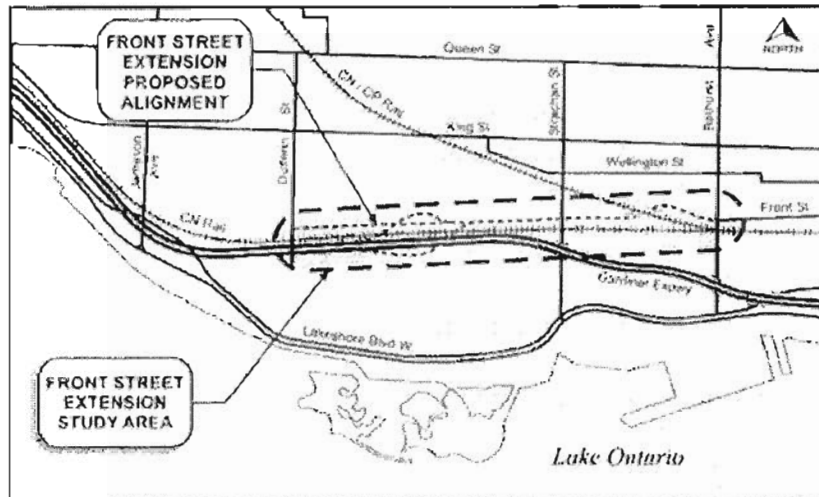 FRONT STREET
EXTENSION
PROPOSED
ALIGNMENT
Queen St
Ave
NORTH
CN / CP Rail
St
Strachan St
Bathurst
King St
Jameson
Ave
Dufferin
Wellington St
Front St
CN Rail
Gardiner Expwy
Lakeshore Blvd W
FRONT STREET
EXTENSION
STUDY AREA
Lake Ontario